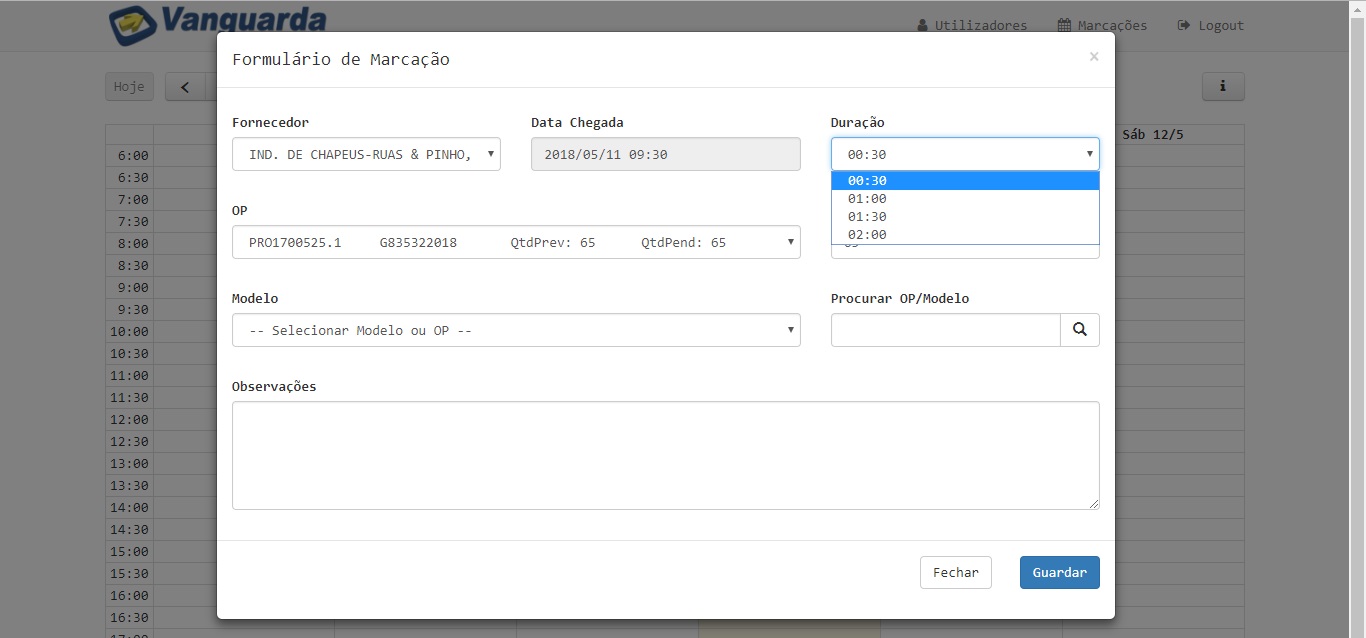 Vanguarda
Utilizadores
Marcações
Logout
Formulário de Marcação
×
Hoje
<
i
Fornecedor
Data Chegada
Duração
Sáb 12/5
IND. DE CHAPEUS-RUAS & PINHO,
2018/05/11 09:30
00:30
00:30
01:00
01:30
02:00
OP
PRO1700525.1 G835322018 QtdPrev: 65 QtdPend: 65
Modelo
Procurar OP/Modelo
-- Selecionar Modelo ou OP --
Observações
Fechar
Guardar
6:00
6:30
7:00
7:30
8:00
8:30
9:00
9:30
10:00
10:30
11:00
11:30
12:00
12:30
13:00
13:30
14:00
14:30
15:00
15:30
16:00
16:30
17:00